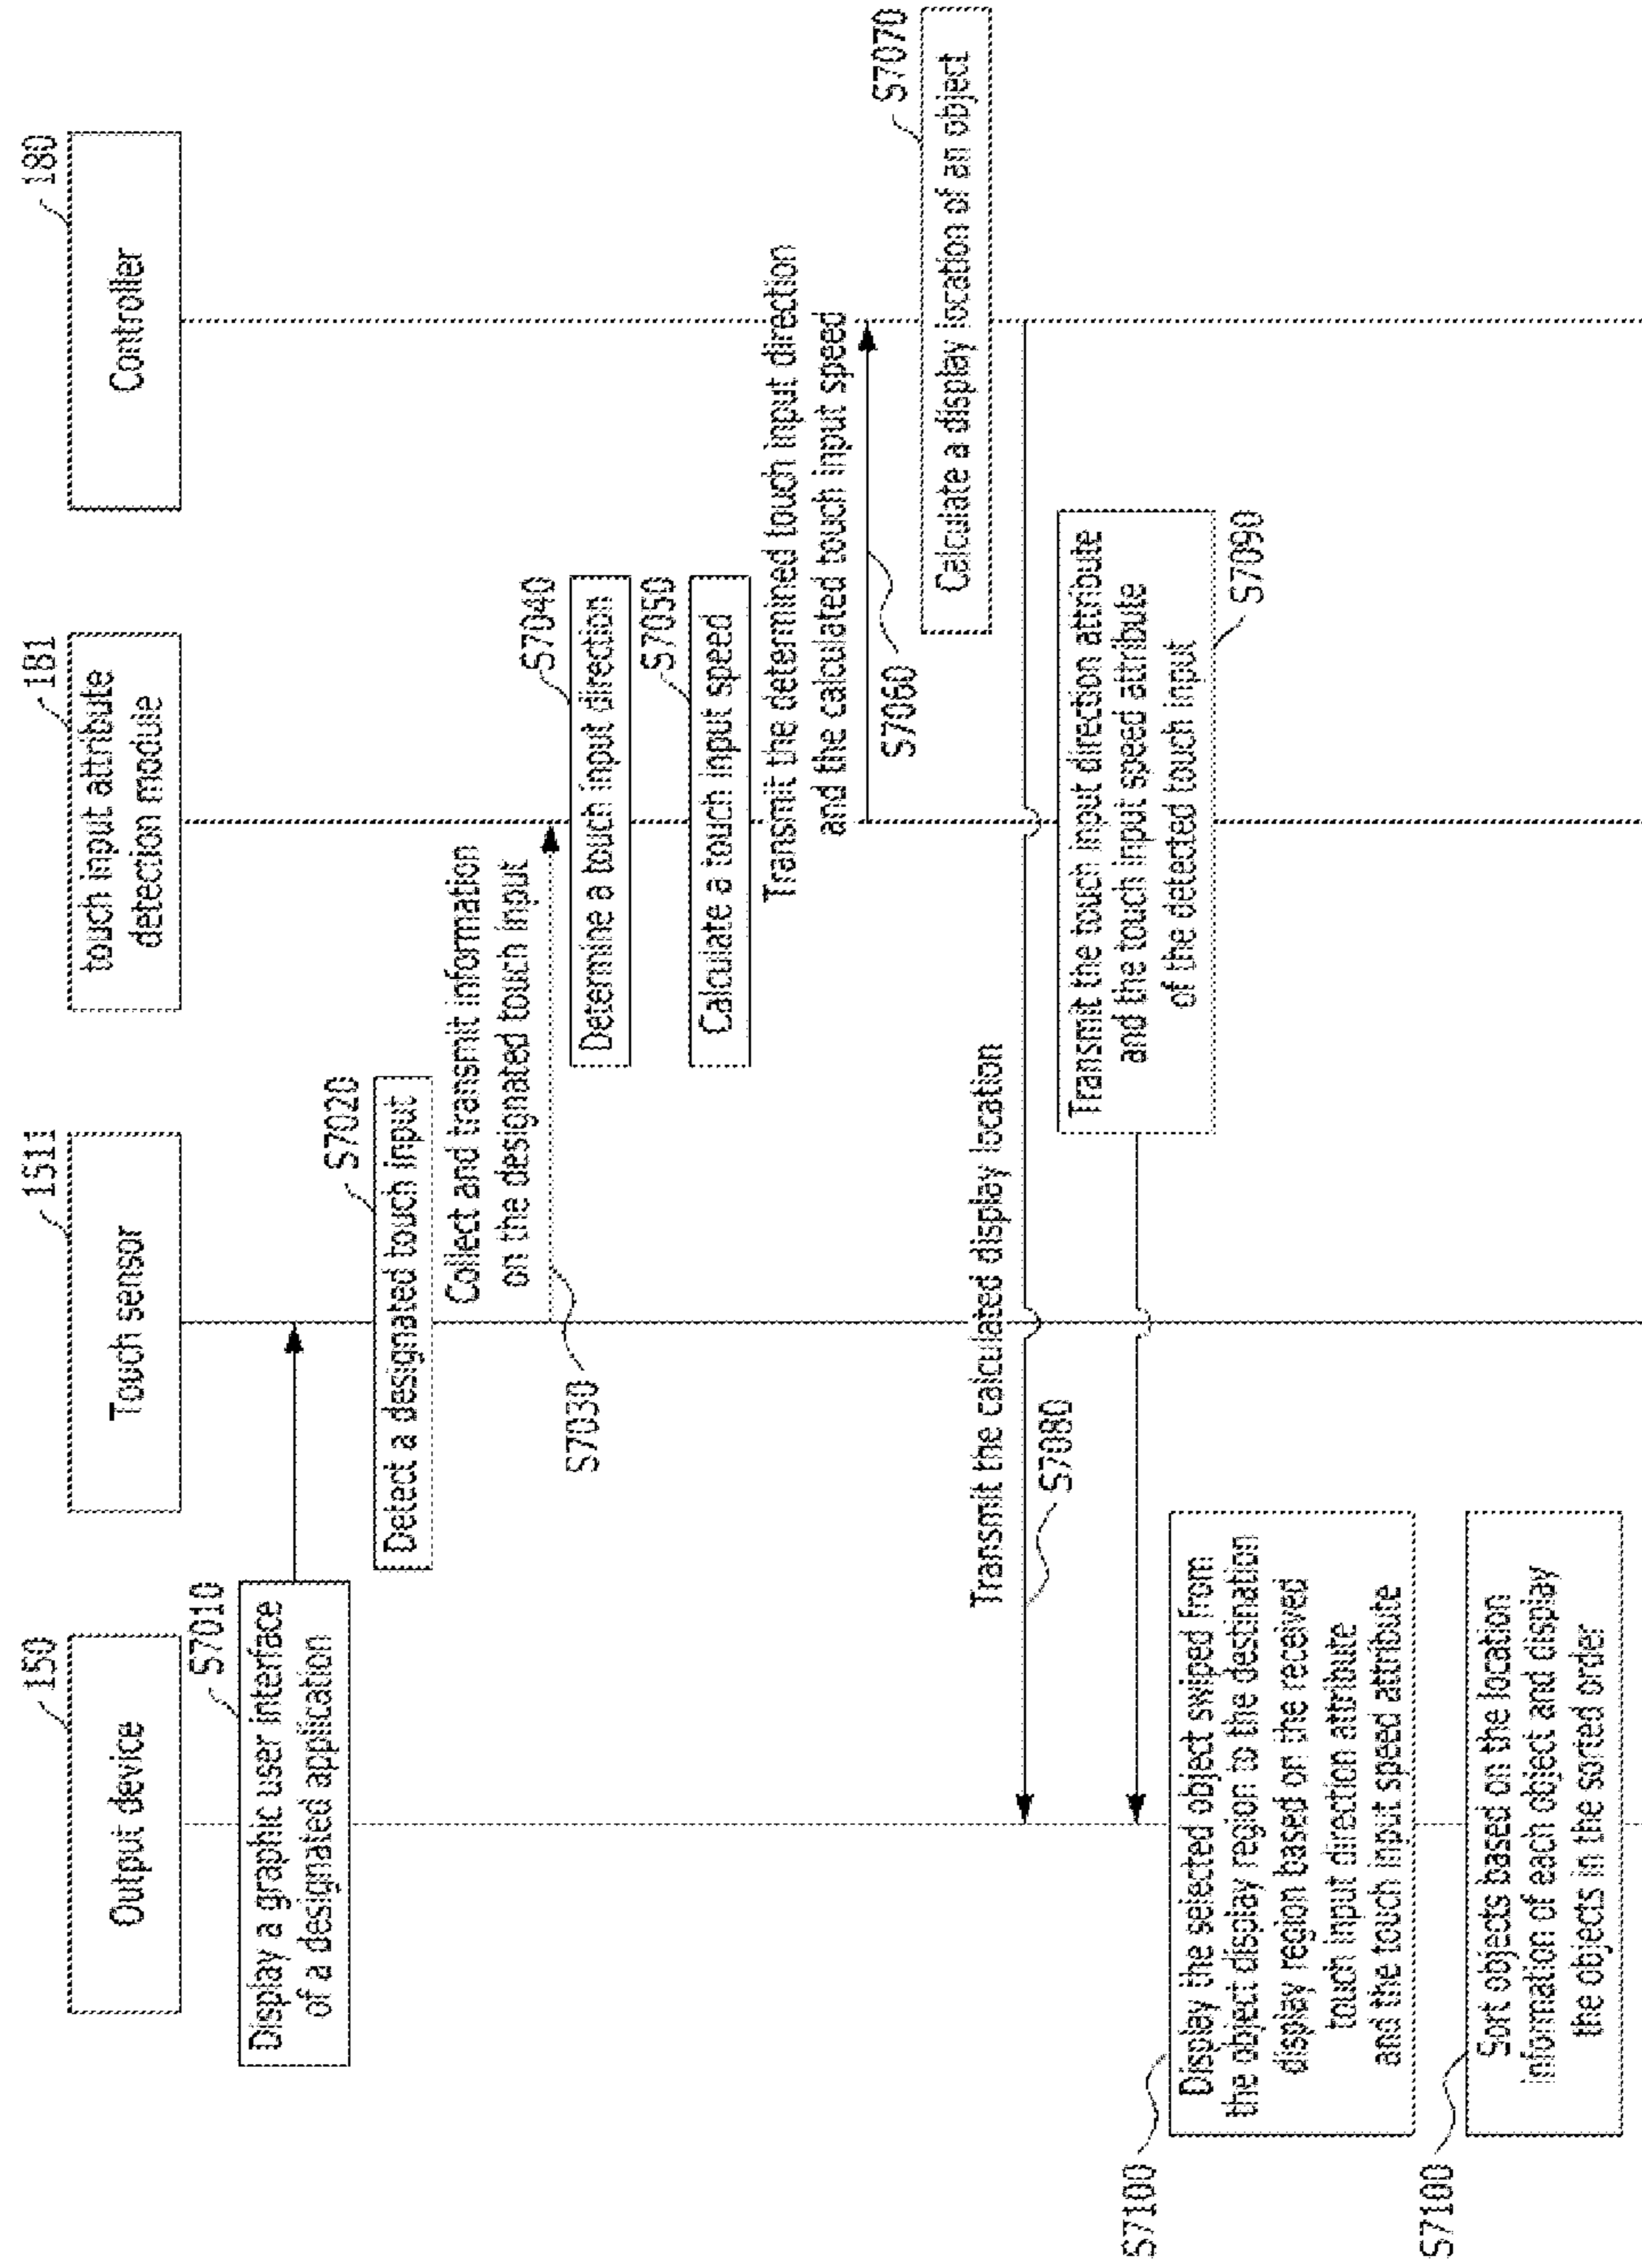 150
Output device
1511
Touch sensor
181
touch input attribute
detection module
180
Controller
S7010
Display a graphic user interface
of a designated application
S7020
Detect a designated touch input
Collect and transmit information
on the designated touch input
S7030
S7040
Determine a touch input direction
S7050
Calculate a touch input speed
Transmit the determined touch input direction
and the calculated touch input speed
S7060
S7070
Calculate a display location of an object
Transmit the calculated display location
S7080
Transmit the touch input direction attribute
and the touch input speed attribute
of the detected touch input
S7090
S7100
Display the selected object swiped from
the object display region to the destination
display region based on the received
touch input direction attribute
and the touch input speed attribute
S7100
Sort objects based on the location
information of each object and display
the objects in the sorted order